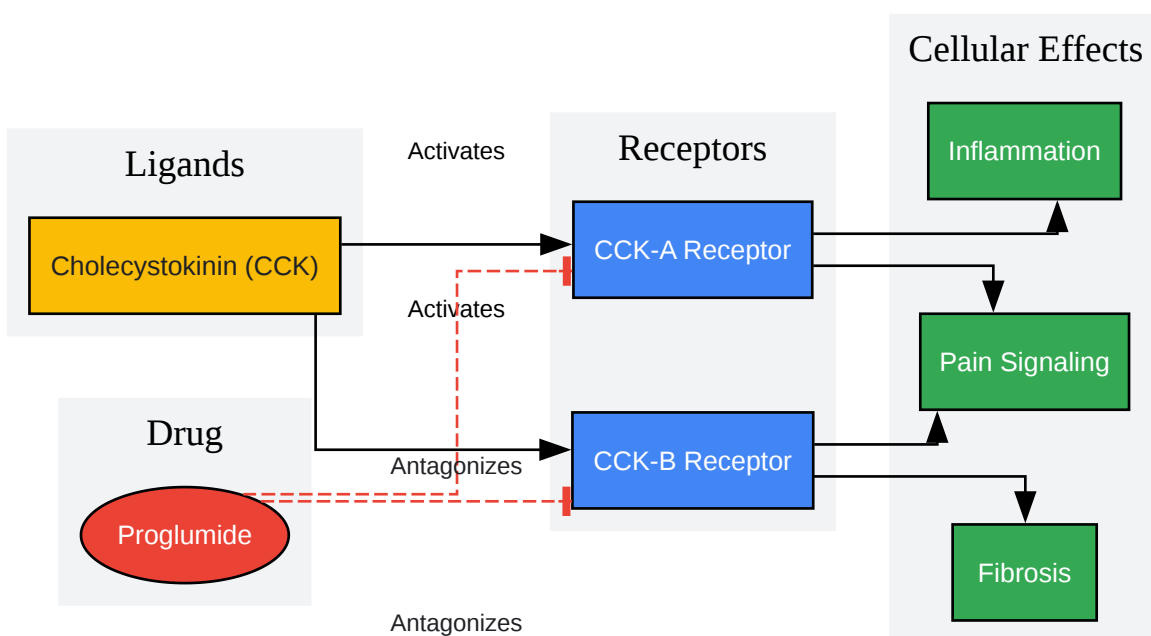 Ligands
Cholecystokinin (CCK)
Drug
Proglumide
Activates
Activates
Antagonizes
Antagonizes
Receptors
CCK-A Receptor
CCK-B Receptor
Cellular Effects
Inflammation
Pain Signaling
Fibrosis